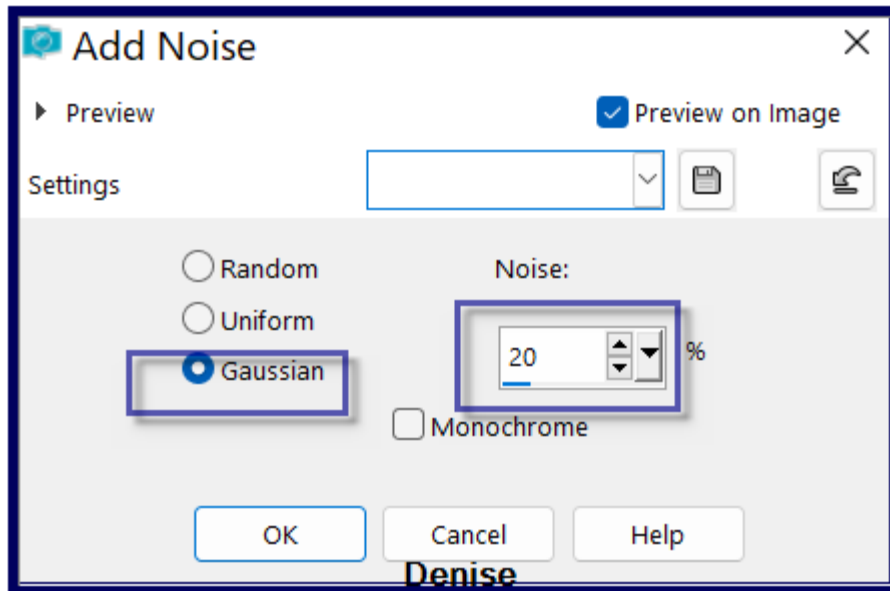 Add Noise
Preview
Preview on Image
Settings
Random
Noise:
Uniform
20
%
Gaussian
Monochrome
OK
Cancel
Help
Denise